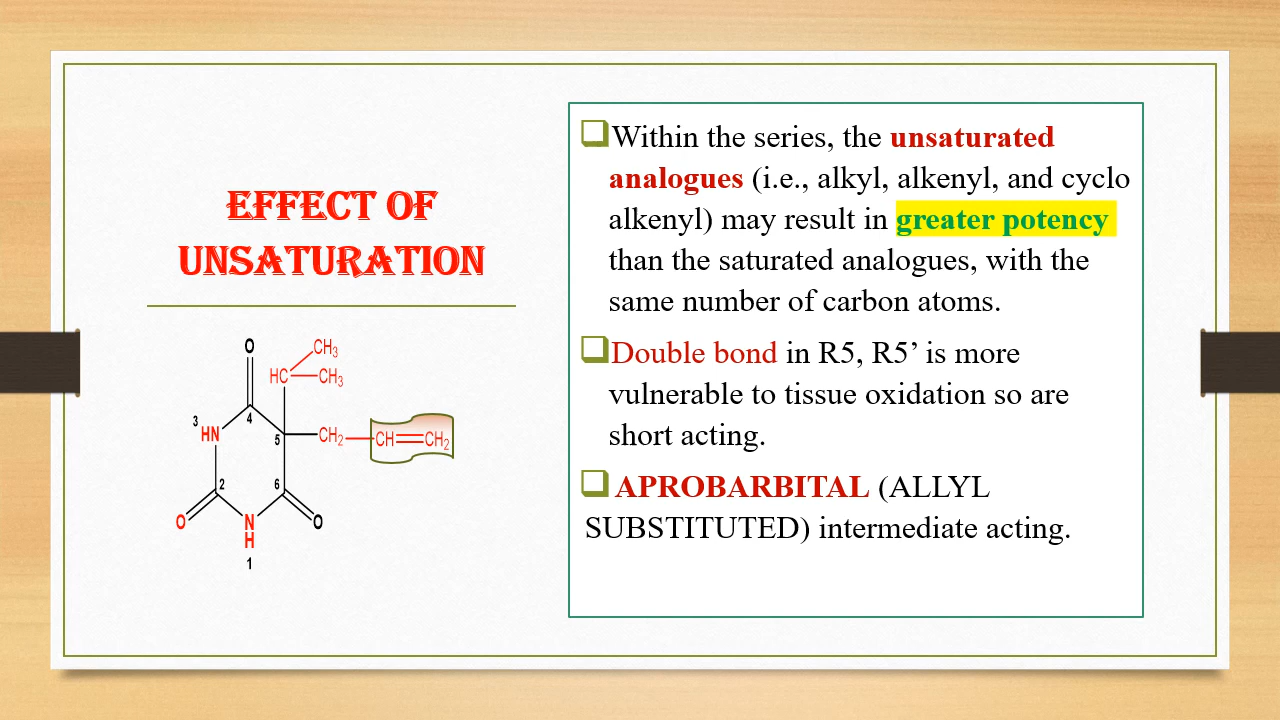 EFFECT OF
UNSATURATION
O
CH3
HC—CH3
3
4
HN
5
CH2—CH=CH2
2
6
O
N
H
O
1
❑Within the series, the unsaturated
analogues (i.e., alkyl, alkenyl, and cyclo
alkenyl) may result in greater potency
than the saturated analogues, with the
same number of carbon atoms.
❑Double bond in R5, R5’ is more
vulnerable to tissue oxidation so are
short acting.
❑ APROBARBITAL (ALLYL
SUBSTITUTED) intermediate acting.